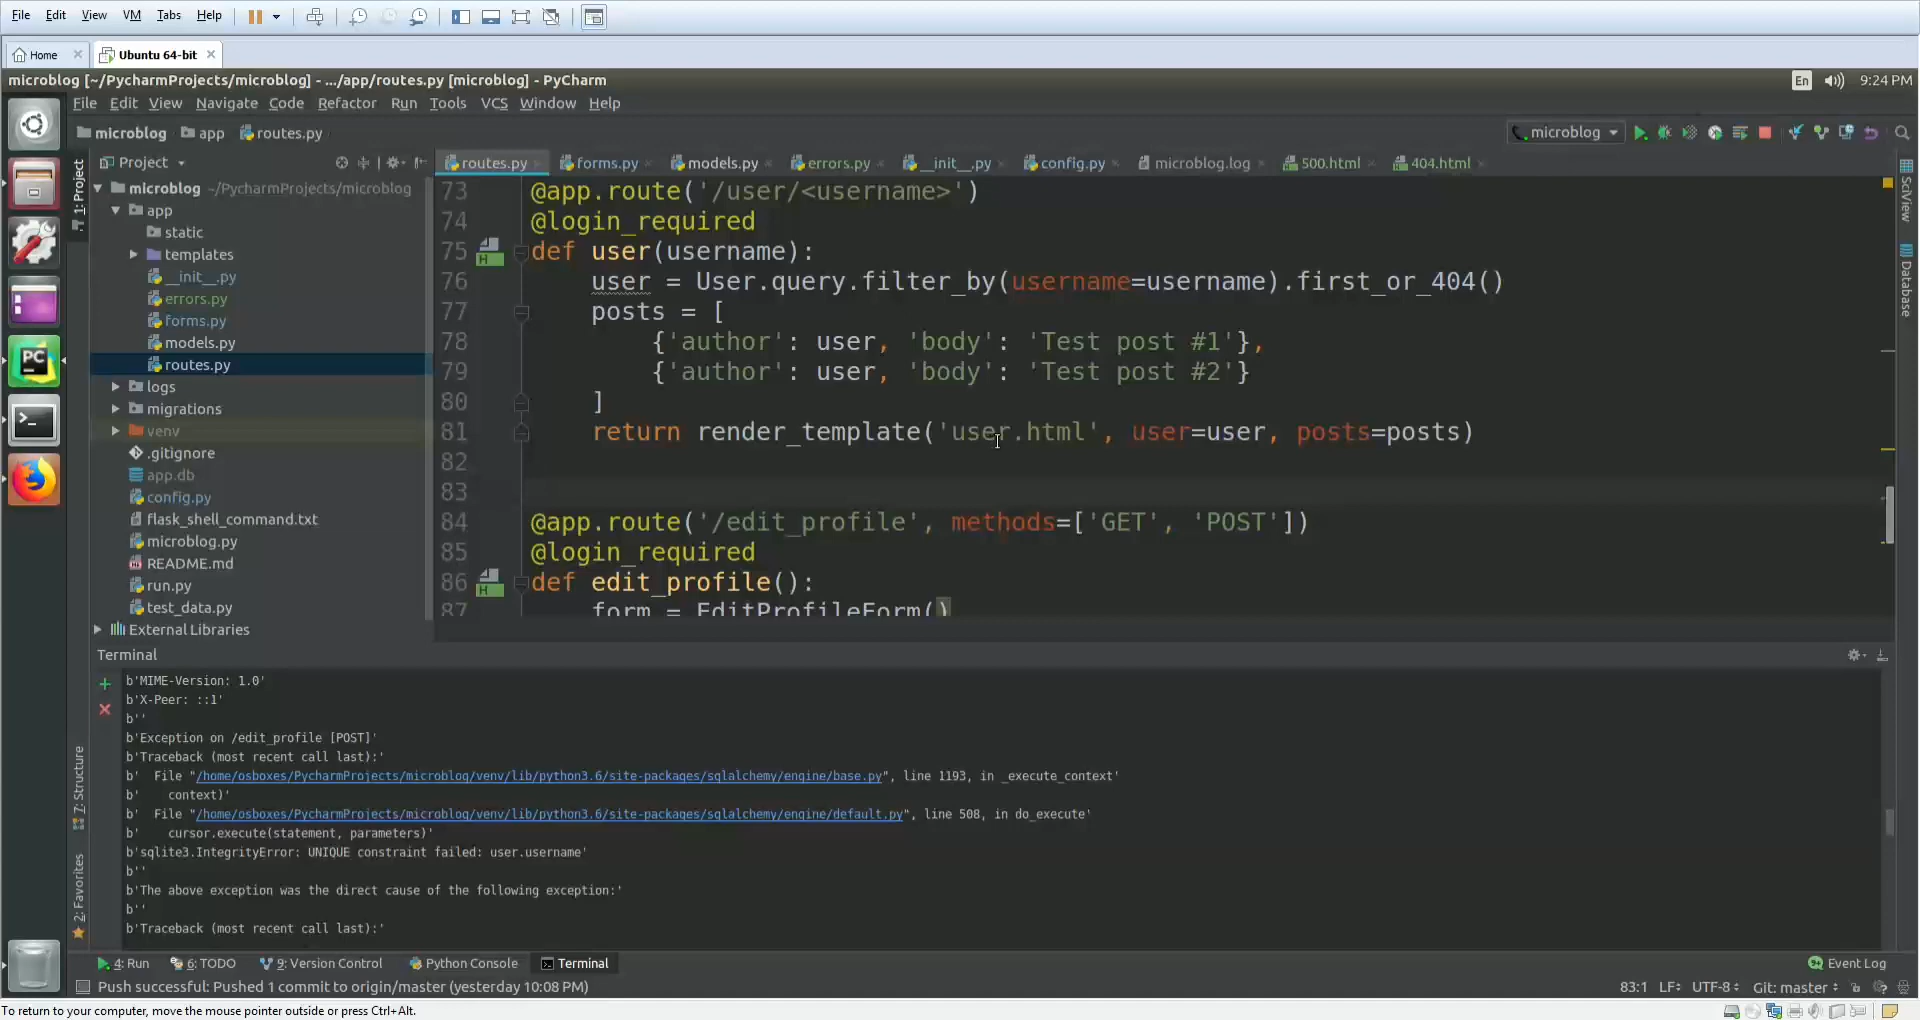 File Edit View VM Tabs Help
Home Ubuntu 64-bit
microblog [~/PycharmProjects/microblog] - .../app/routes.py [microblog] - PyCharm En 9:24 PM
File Edit View Navigate Code Refactor Run Tools VCS Window Help
microblog app routes.py microblog
Project
routes.py forms.py models.py errors.py __init__.py config.py microblog.log 500.html 404.html
microblog ~/PycharmProjects/microblog
app
static
templates
__init__.py
errors.py
forms.py
models.py
routes.py
logs
migrations
venv
.gitignore
app.db
config.py
flask_shell_command.txt
microblog.py
README.md
run.py
test_data.py
External Libraries
1: Project
7: Structure
2: Favorites
SciView
Database
73 @app.route('/user/<username>')
74 @login_required
75 def user(username):
76 user = User.query.filter_by(username=username).first_or_404()
77 posts = [
78 {'author': user, 'body': 'Test post #1'},
79 {'author': user, 'body': 'Test post #2'}
80 ]
81 return render_template('user.html', user=user, posts=posts)
82
83
84 @app.route('/edit_profile', methods=['GET', 'POST'])
85 @login_required
86 def edit_profile():
87 form = EditProfileForm()
Terminal
b'MIME-Version: 1.0'
b'X-Peer: ::1'
b''
b'Exception on /edit_profile [POST]'
b'Traceback (most recent call last):'
b' File "/home/osboxes/PycharmProjects/microblog/venv/lib/python3.6/site-packages/sqlalchemy/engine/base.py", line 1193, in _execute_context'
b' context)'
b' File "/home/osboxes/PycharmProjects/microblog/venv/lib/python3.6/site-packages/sqlalchemy/engine/default.py", line 508, in do_execute'
b' cursor.execute(statement, parameters)'
b'sqlite3.IntegrityError: UNIQUE constraint failed: user.username'
b''
b'The above exception was the direct cause of the following exception:'
b''
b'Traceback (most recent call last):'
4: Run 6: TODO 9: Version Control Python Console Terminal Event Log
Push successful: Pushed 1 commit to origin/master (yesterday 10:08 PM) 83:1 LF UTF-8 Git: master
To return to your computer, move the mouse pointer outside or press Ctrl+Alt.